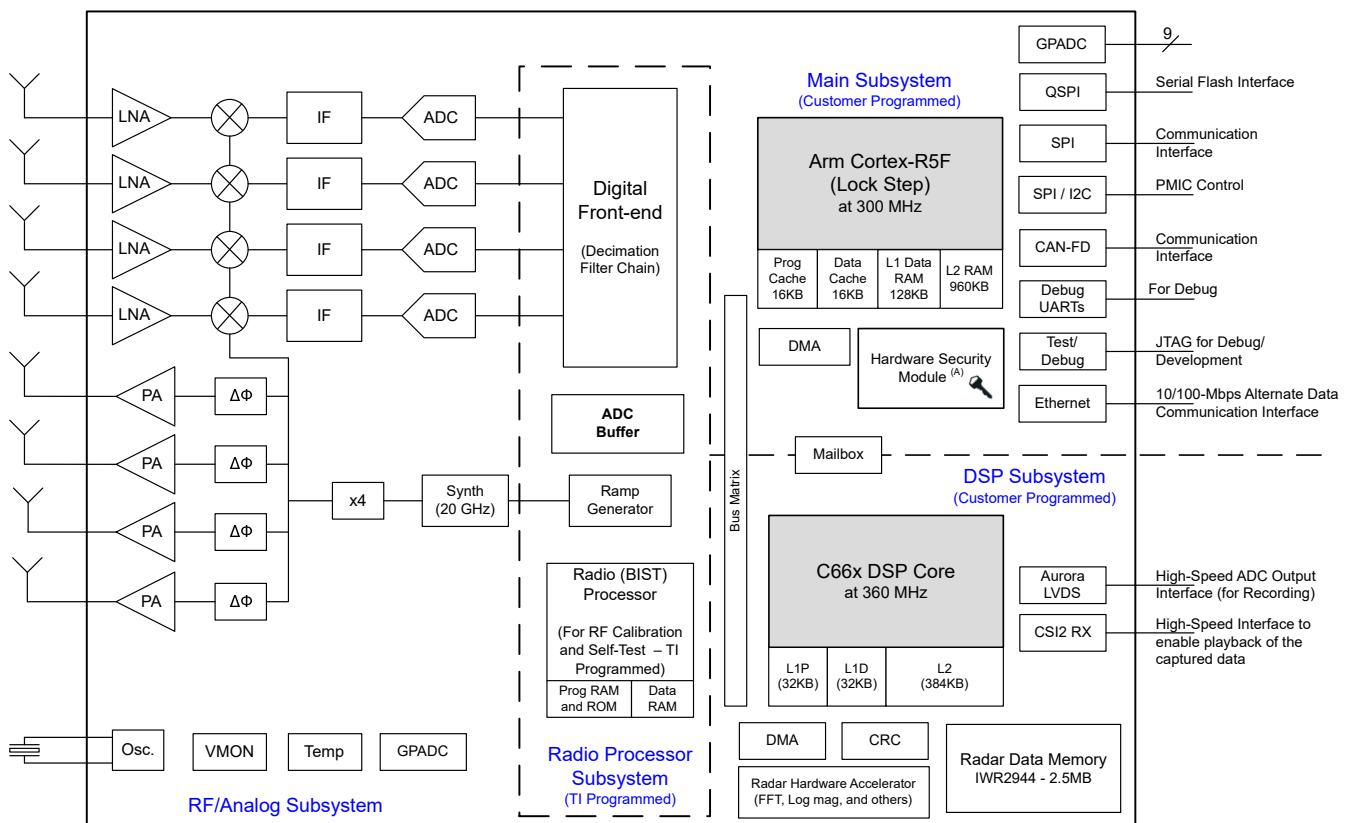 GPADC
9
Main Subsystem
(Customer Programmed)
QSPI
Serial Flash Interface
LNA
IF
ADC
SPI
Communication
Interface
Arm Cortex-R5F
(Lock Step)
at 300 MHz
LNA
IF
ADC
Digital
Front-end
(Decimation
Filter Chain)
SPI / I2C
PMIC Control
LNA
IF
ADC
CAN-FD
Communication
Interface
Prog
Cache
16KB
Data
Cache
16KB
L1 Data
RAM
128KB
L2 RAM
960KB
LNA
IF
ADC
Debug
UARTs
For Debug
DMA
Hardware Security
Module (A)
Test/
Debug
JTAG for Debug/
Development
PA
ΔΦ
Ethernet
10/100-Mbps Alternate Data
Communication Interface
ADC
Buffer
PA
ΔΦ
Mailbox
DSP Subsystem
(Customer Programmed)
x4
Synth
(20 GHz)
Ramp
Generator
Bus Matrix
PA
ΔΦ
C66x DSP Core
at 360 MHz
PA
ΔΦ
Radio (BIST)
Processor
(For RF Calibration
and Self-Test – TI
Programmed)
Aurora
LVDS
High-Speed ADC Output
Interface (for Recording)
CSI2 RX
High-Speed Interface to
enable playback of the
captured data
L1P
(32KB)
L1D
(32KB)
L2
(384KB)
Prog RAM
and ROM
Data
RAM
Osc.
VMON
Temp
GPADC
Radio Processor
Subsystem
(TI Programmed)
DMA
CRC
Radar Data Memory
IWR2944 - 2.5MB
Radar Hardware Accelerator
(FFT, Log mag, and others)
RF/Analog Subsystem